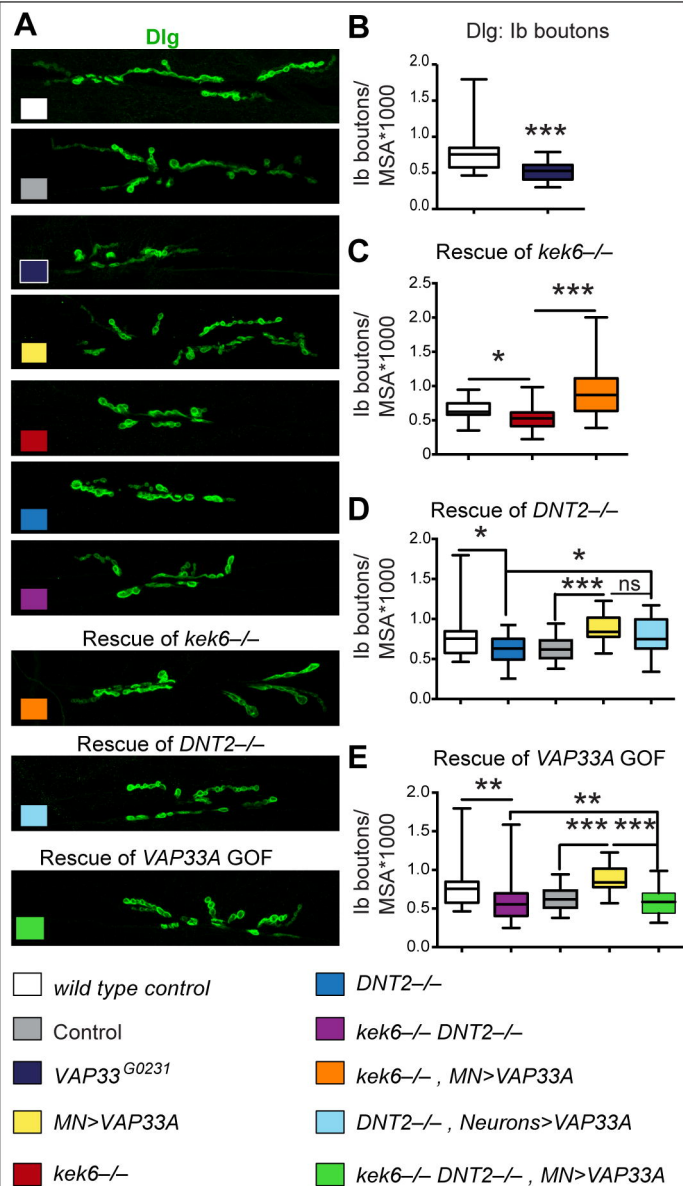 A
Dlg
Rescue of kek6–/–
Rescue of DNT2–/–
Rescue of VAP33A GOF
B
Dlg: Ib boutons
Ib boutons/
MSA*1000
2.0
1.5
1.0
0.5
0.0
***
C
Rescue of kek6–/–
Ib boutons/
MSA*1000
2.5
2.0
1.5
1.0
0.5
0
*
***
D
Rescue of DNT2–/–
Ib boutons/
MSA*1000
2.0
1.5
1.0
0.5
0.0
*
*
***
ns
E
Rescue of VAP33A GOF
Ib boutons/
MSA*1000
2.0
1.5
1.0
0.5
0.0
**
**
*** ***
wild type control
Control
VAP33 G0231
MN>VAP33A
kek6–/–
DNT2–/–
kek6–/– DNT2–/–
kek6–/– , MN>VAP33A
DNT2–/– , Neurons>VAP33A
kek6–/– DNT2–/– , MN>VAP33A